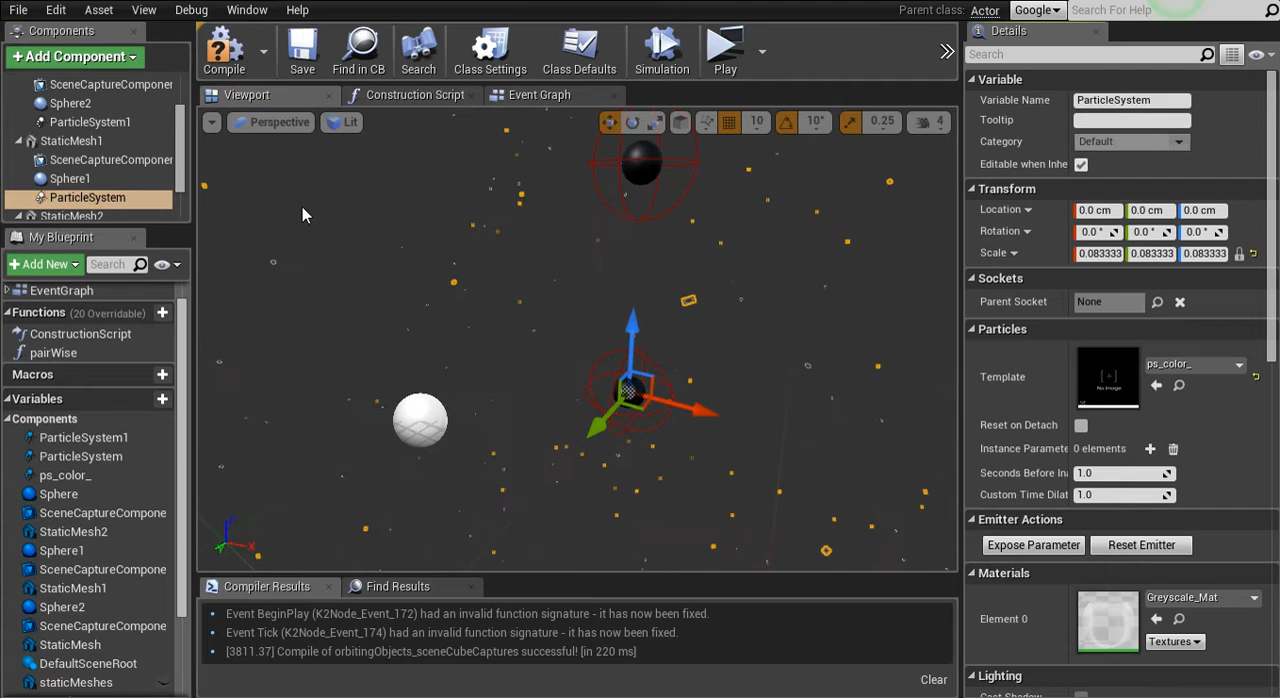 File Edit Asset View Debug Window Help
Parent class: Actor Google Search For Help
Components
Add Component
SceneCaptureComponer
Sphere2
ParticleSystem1
StaticMesh1
SceneCaptureComponer
Sphere1
ParticleSystem
StaticMesh2
My Blueprint
Add New Search
EventGraph
Functions (20 Overridable)
ConstructionScript
pairWise
Macros
Variables
Components
ParticleSystem1
ParticleSystem
ps_color_
Sphere
SceneCaptureCompone
StaticMesh2
Sphere1
SceneCaptureCompone
StaticMesh1
Sphere2
SceneCaptureCompone
StaticMesh
DefaultSceneRoot
staticMeshes
Compile Save Find in CB Search Class Settings Class Defaults Simulation Play
Viewport Construction Script Event Graph
Perspective Lit 10 10° 0.25 4
Z
X
Y
Compiler Results Find Results
Event BeginPlay (K2Node_Event_172) had an invalid function signature - it has now been fixed.
Event Tick (K2Node_Event_174) had an invalid function signature - it has now been fixed.
[3811.37] Compile of orbitingObjects_sceneCubeCaptures successful! [in 220 ms]
Clear
Details
Search
Variable
Variable Name ParticleSystem
Tooltip
Category Default
Editable when Inhe
Transform
Location 0.0 cm 0.0 cm 0.0 cm
Rotation 0.0 ° 0.0 ° 0.0 °
Scale 0.083333 0.083333 0.083333
Sockets
Parent Socket None
Particles
Template No Image ps_color_
Reset on Detach
Instance Paramete 0 elements
Seconds Before In 1.0
Custom Time Dilat 1.0
Emitter Actions
Expose Parameter Reset Emitter
Materials
Element 0 Greyscale_Mat
Textures
Lighting
Cast Shadow